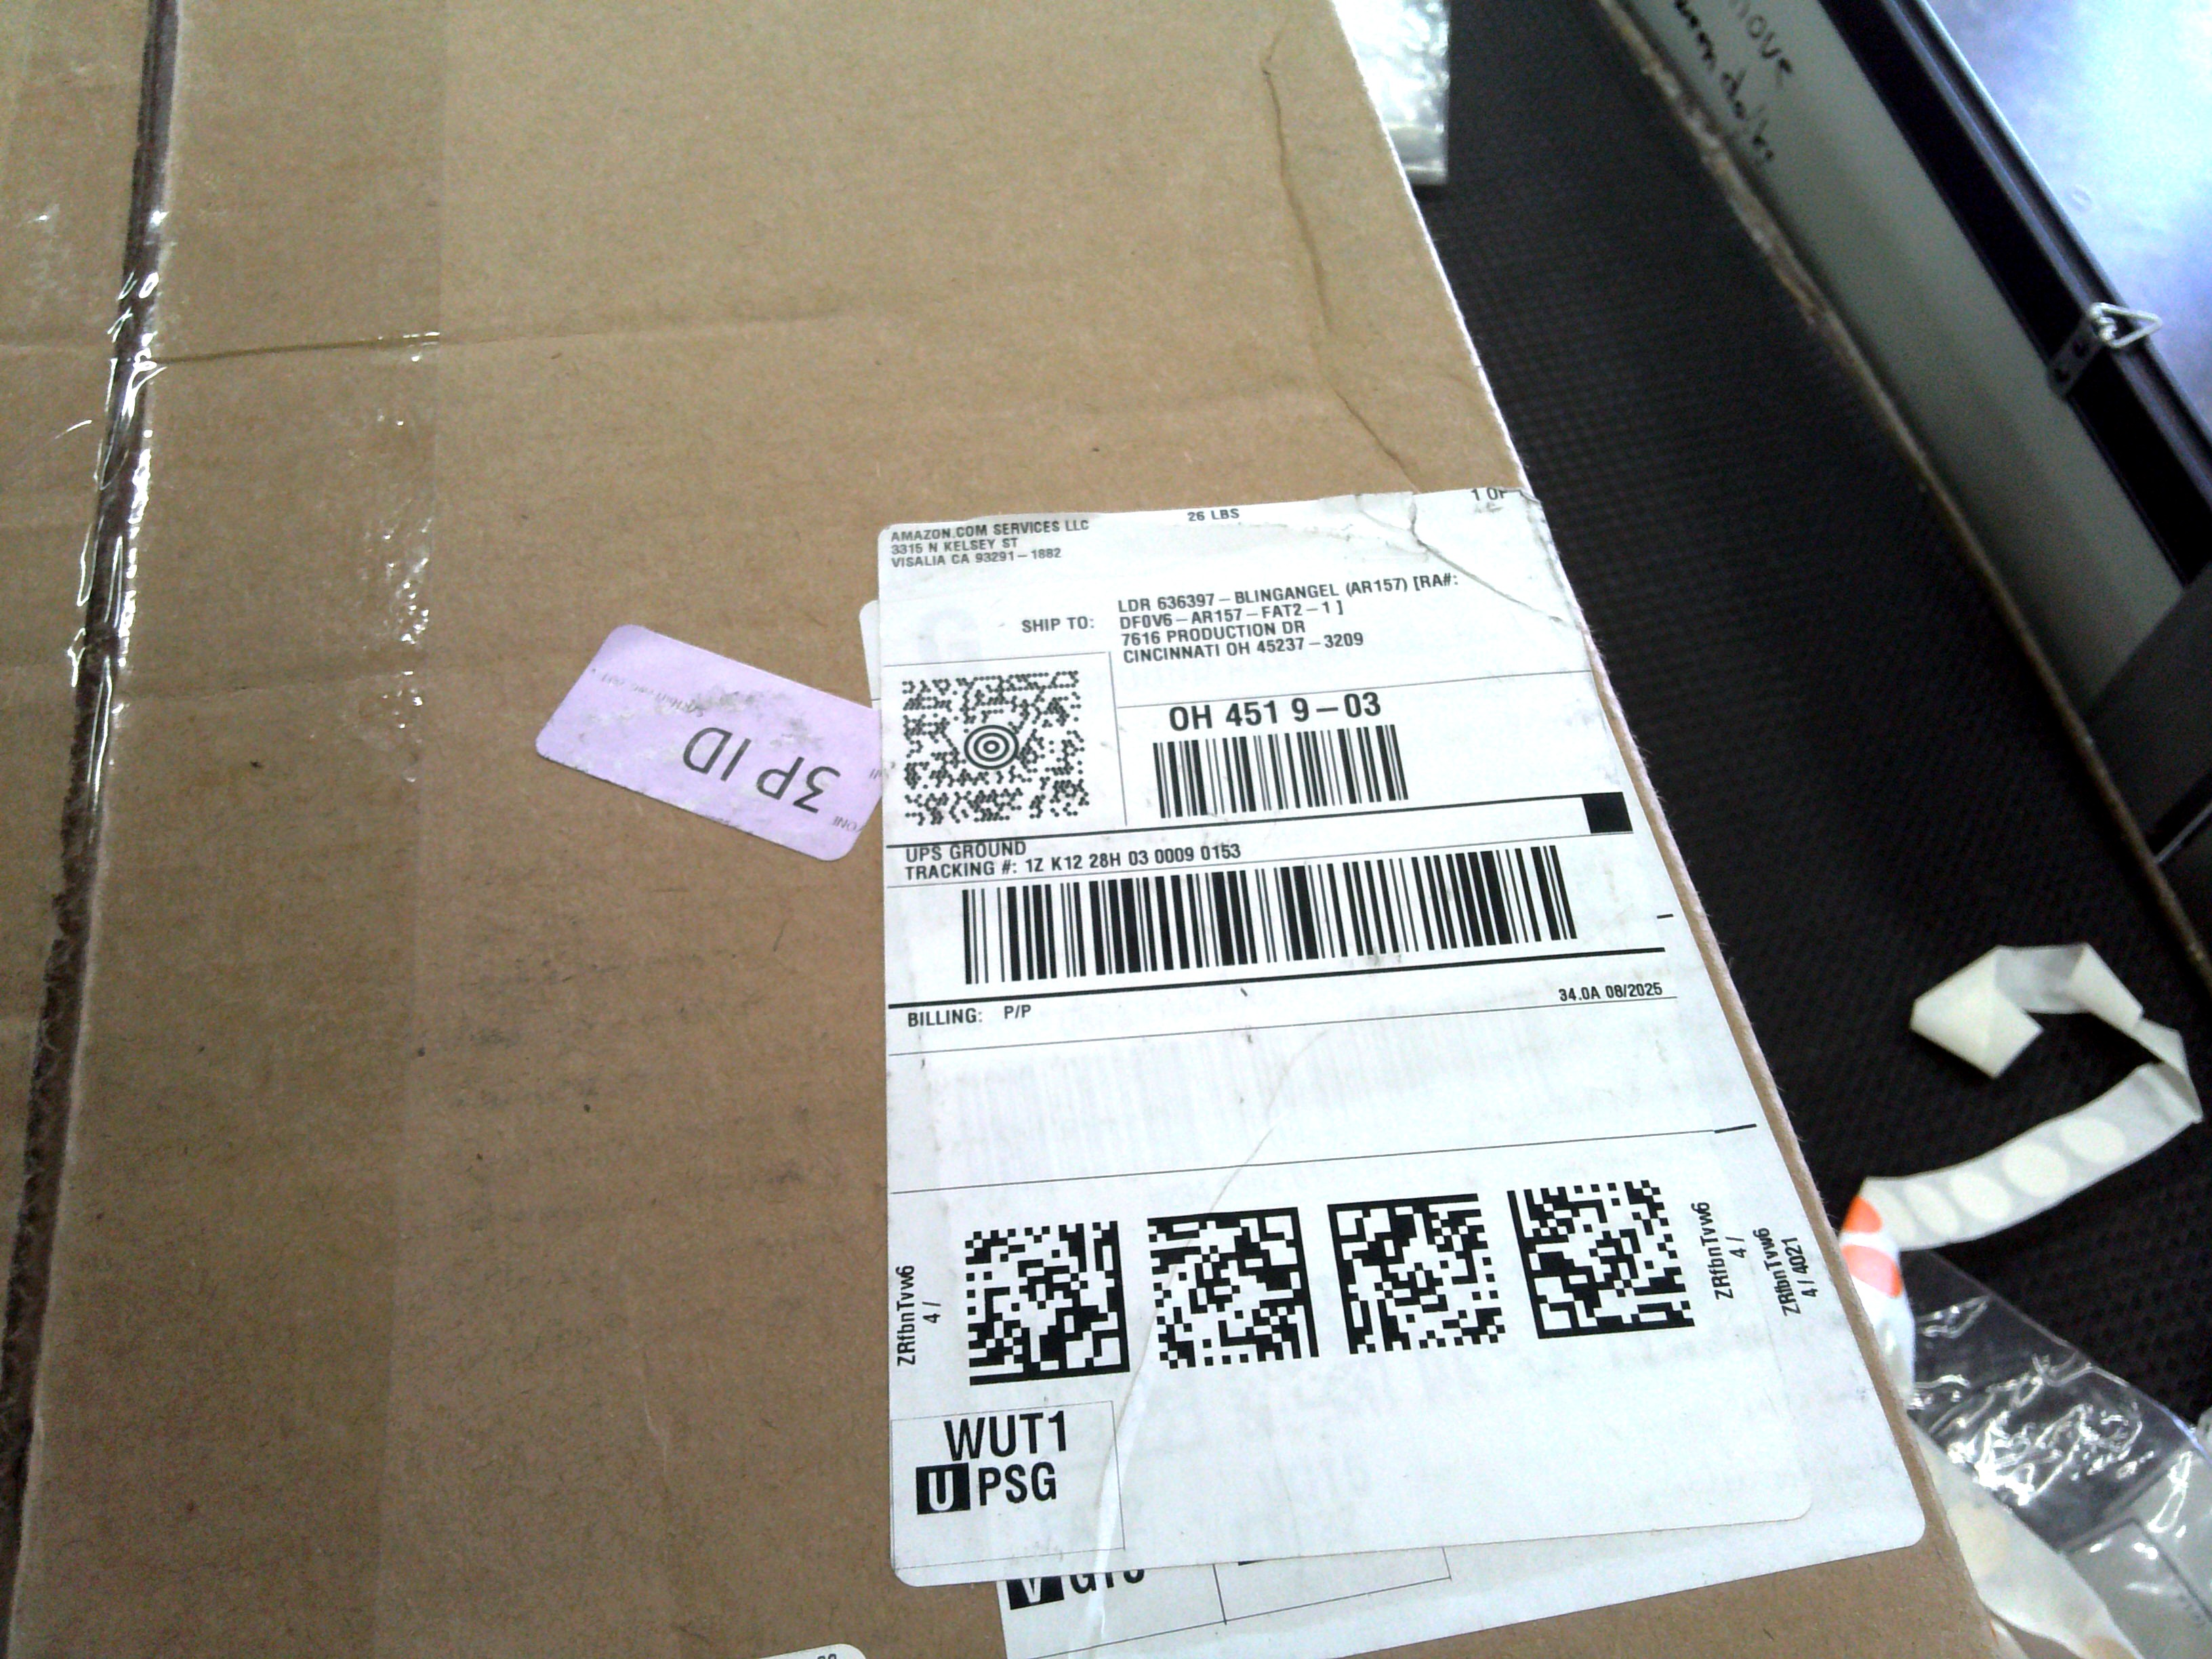 AMAZON.COM SERVICES LLC
3315 N KELSEY ST
VISALIA CA 93291-1882
26 LBS
1 OF
SHIP TO:
LDR 636397-BLINGANGEL (AR157) [RA#:
DF0V6-AR157-FAT2-1 ]
7616 PRODUCTION DR
CINCINNATI OH 45237-3209
OH 451 9-03
UPS GROUND
TRACKING #: 1Z K12 28H 03 0009 0153
BILLING: P/P
34.0A 08/2025
ZRfbnTvw6
4 /
ZRfbnTvw6
4 /
ZRfbnTvw6
4 / 4021
WUT1
UPSG
3P ID